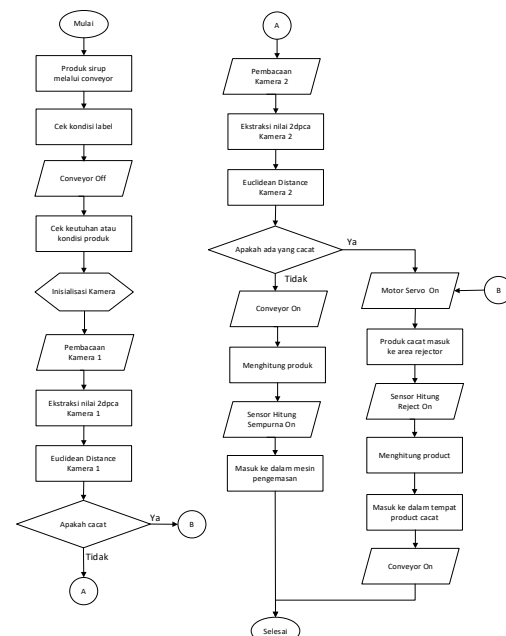 Mulai
Produk sirup
melalui conveyor
Cek kondisi label
Conveyor Off
Cek keutuhan atau
kondisi produk
Inisialisasi Kamera
Pembacaan
Kamera 1
Ekstraksi nilai 2dpca
Kamera 1
Euclidean Distance
Kamera 1
Apakah cacat
Ya
B
Tidak
A
A
Pembacaan
Kamera 2
Ekstraksi nilai 2dpca
Kamera 2
Euclidean Distance
Kamera 2
Apakah ada yang cacat
Ya
Tidak
Conveyor On
Menghitung produk
Sensor Hitung
Sempurna On
Masuk ke dalam mesin
pengemasan
Motor Servo On
B
Produk cacat masuk
ke area rejector
Sensor Hitung
Reject On
Menghitung product
Masuk ke dalam tempat
product cacat
Conveyor On
Selesai